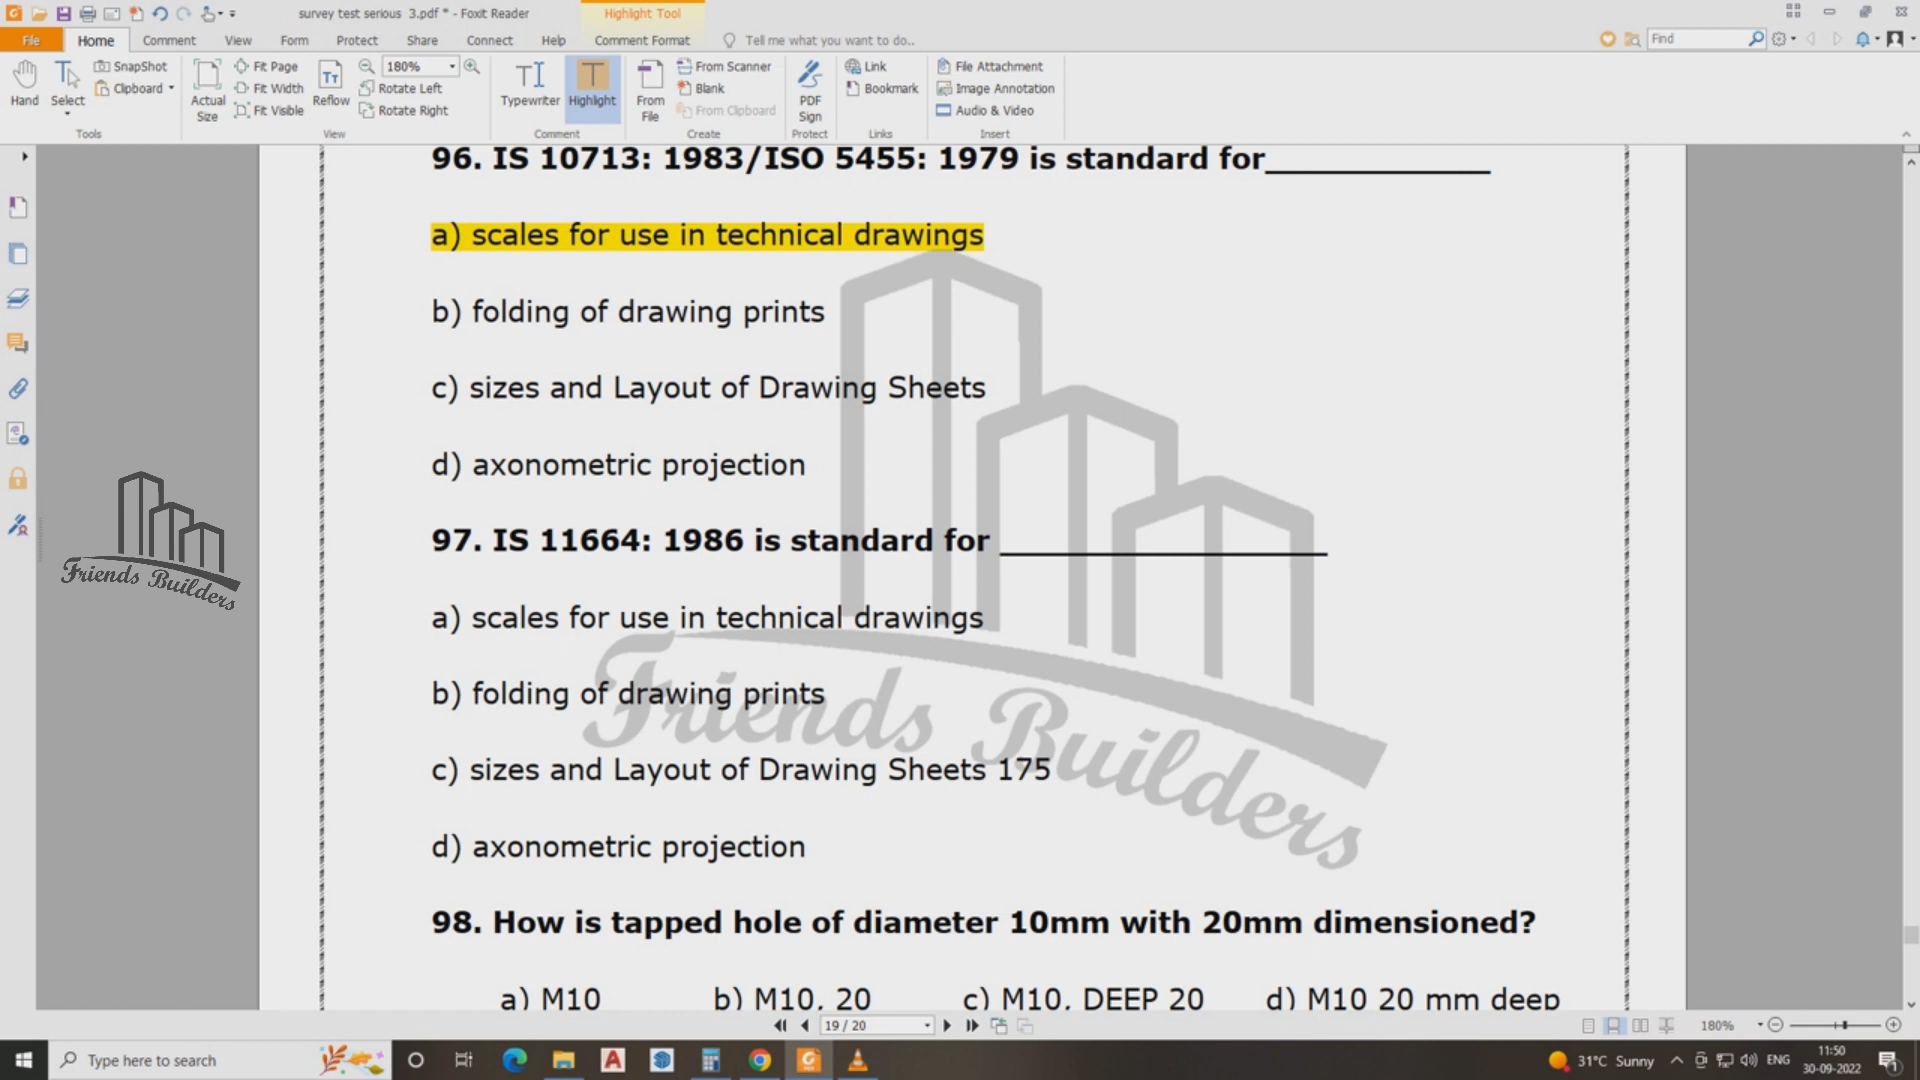 survey test serious 3.pdf * - Foxit Reader
Highlight Tool
File Home Comment View Form Protect Share Connect Help Comment Format Tell me what you want to do.. Find
Hand
Select
SnapShot
Clipboard
Tools
Actual Size
Fit Page
Fit Width
Fit Visible
Reflow
180%
Rotate Left
Rotate Right
View
Typewriter
Highlight
Comment
From File
From Scanner
Blank
From Clipboard
Create
PDF Sign
Protect
Link
Bookmark
Links
File Attachment
Image Annotation
Audio & Video
Insert
96. IS 10713: 1983/ISO 5455: 1979 is standard for____________
a) scales for use in technical drawings
b) folding of drawing prints
c) sizes and Layout of Drawing Sheets
d) axonometric projection
97. IS 11664: 1986 is standard for __________________
a) scales for use in technical drawings
b) folding of drawing prints
c) sizes and Layout of Drawing Sheets 175
d) axonometric projection
98. How is tapped hole of diameter 10mm with 20mm dimensioned?
a) M10 b) M10, 20 c) M10, DEEP 20 d) M10 20 mm deep
Friends Builders
Friends Builders
19 / 20
180%
Type here to search
31°C Sunny
ENG
11:50
30-09-2022
1